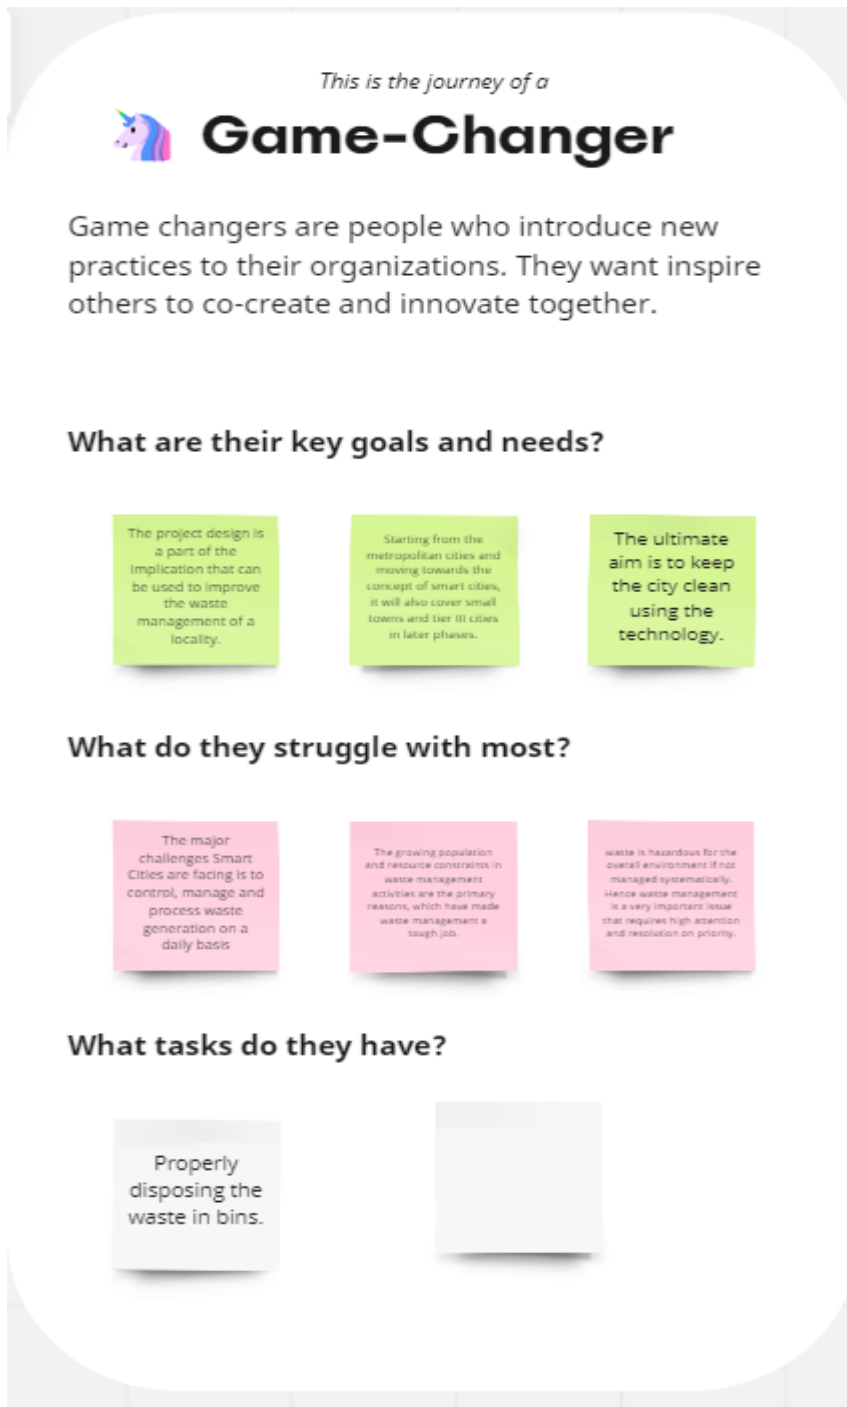 This is the journey of a
Game-Changer
Game changers are people who introduce new
practices to their organizations. They want inspire
others to co-create and innovate together.
What are their key goals and needs?
The project design is
a part of the
implication that can
be used to improve
the waste
management of a
locality.
Starting from the
metropolitan cities and
moving towards the
concept of smart cities,
it will also cover small
towns and tier III cities
in later phases.
The ultimate
aim is to keep
the city clean
using the
technology.
What do they struggle with most?
The major
challenges Smart
Cities are facing is to
control, manage and
process waste
generation on a
daily basis
The growing population
and resource constraints in
waste management
activities are the primary
reasons, which have made
waste management a
tough job.
waste is hazardous for the
overall environment if not
managed systematically.
Hence waste management
is a very important issue
that requires high attention
and resolution on priority.
What tasks do they have?
Properly
disposing the
waste in bins.